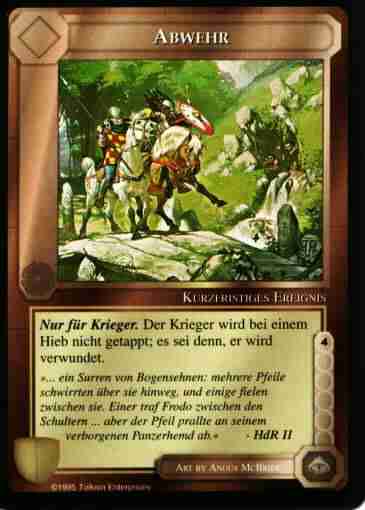 Abwehr
Kurzfristiges Ereignis
Nur für Krieger. Der Krieger wird bei einem
Hieb nicht getappt; es sei denn, er wird
verwundet.
4
»... ein Surren von Bogensehnen: mehrere Pfeile
schwirrten über sie hinweg, und einige fielen
zwischen sie. Einer traf Frodo zwischen den
Schultern ... aber der Pfeil prallte an seinem
verborgenen Panzerhemd ab.« - HdR II
Art by Angus McBride
©1995 Tolkien Enterprises